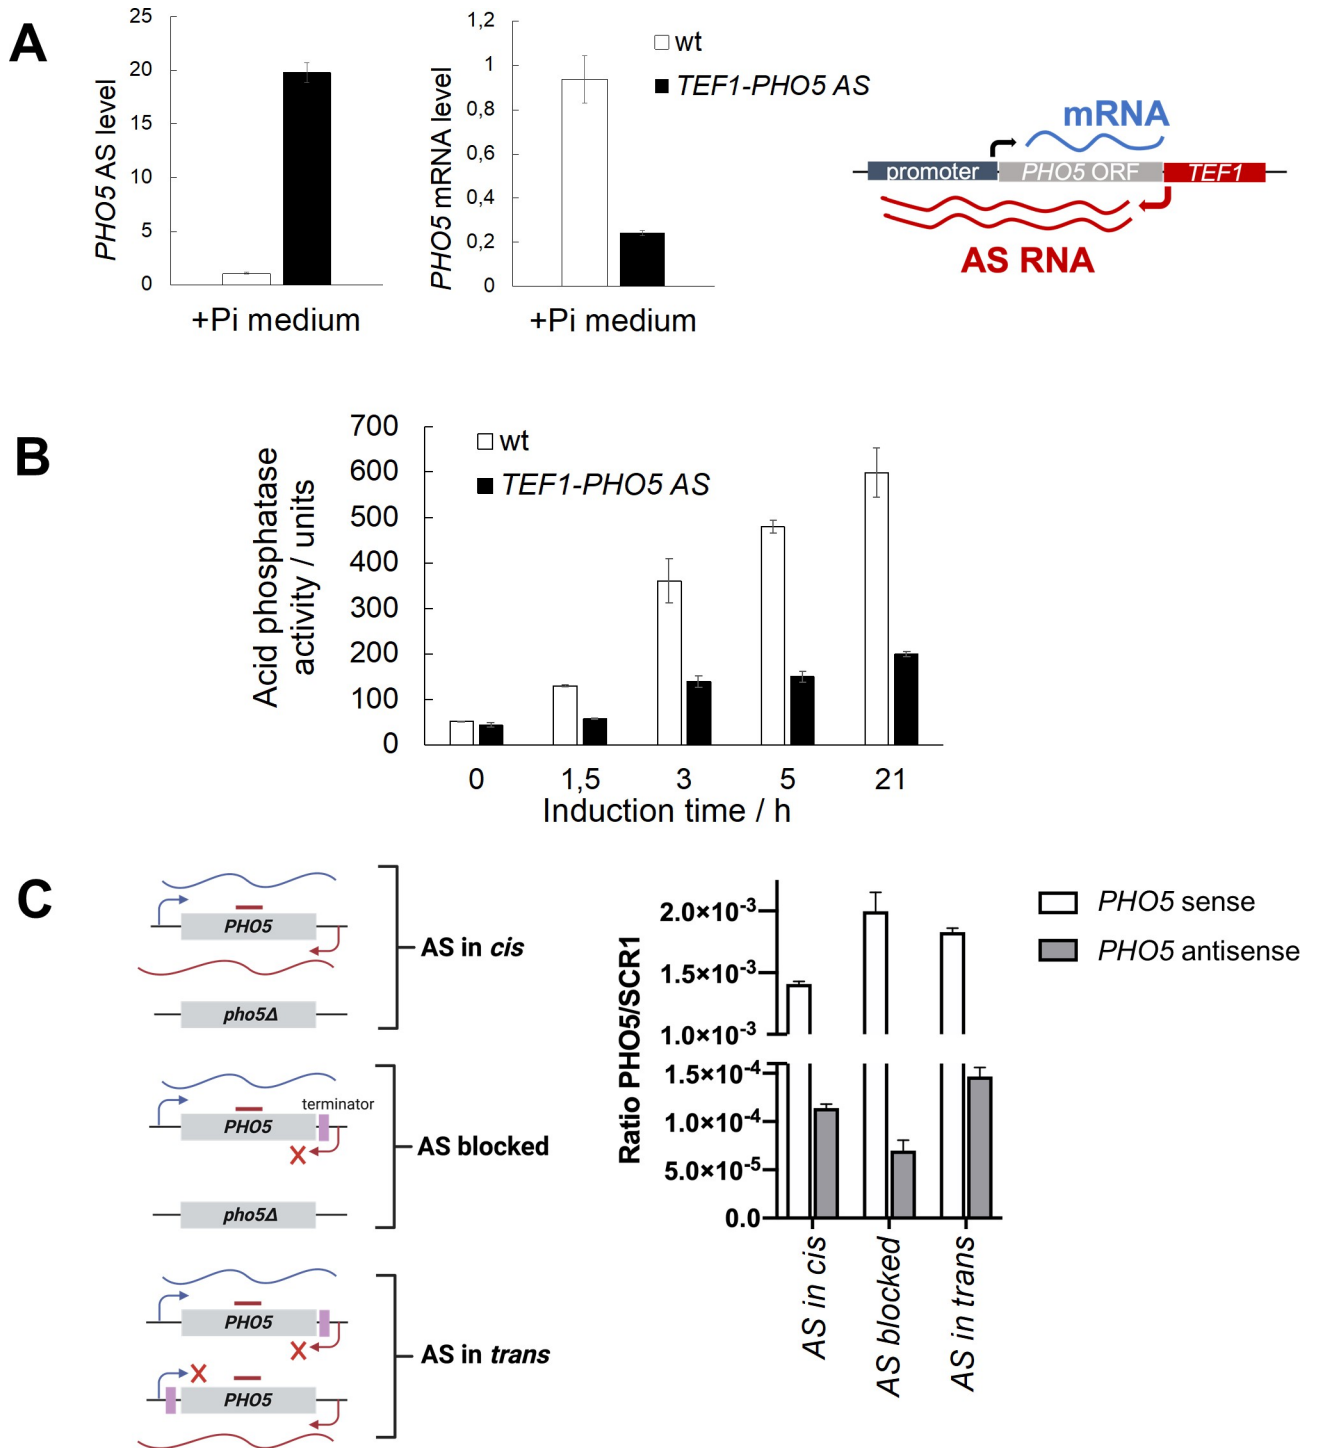 A
25
20
15
10
5
0
PHO5 AS level
+Pi medium
1,2
1
0,8
0,6
0,4
0,2
0
PHO5 mRNA level
+Pi medium
wt
TEF1-PHO5 AS
mRNA
promoter PHO5 ORF TEF1
AS RNA
B
700
600
500
400
300
200
100
0
Acid phosphatase
activity / units
wt
TEF1-PHO5 AS
0 1,5 3 5 21
Induction time / h
C
PHO5
pho5Δ
AS in cis
terminator
PHO5
pho5Δ
AS blocked
PHO5
PHO5
AS in trans
Ratio PHO5/SCR1
2.0×10-3
1.5×10-3
1.0×10-3
1.5×10-4
1.0×10-4
5.0×10-5
0.0
AS in cis
AS blocked
AS in trans
PHO5 sense
PHO5 antisense